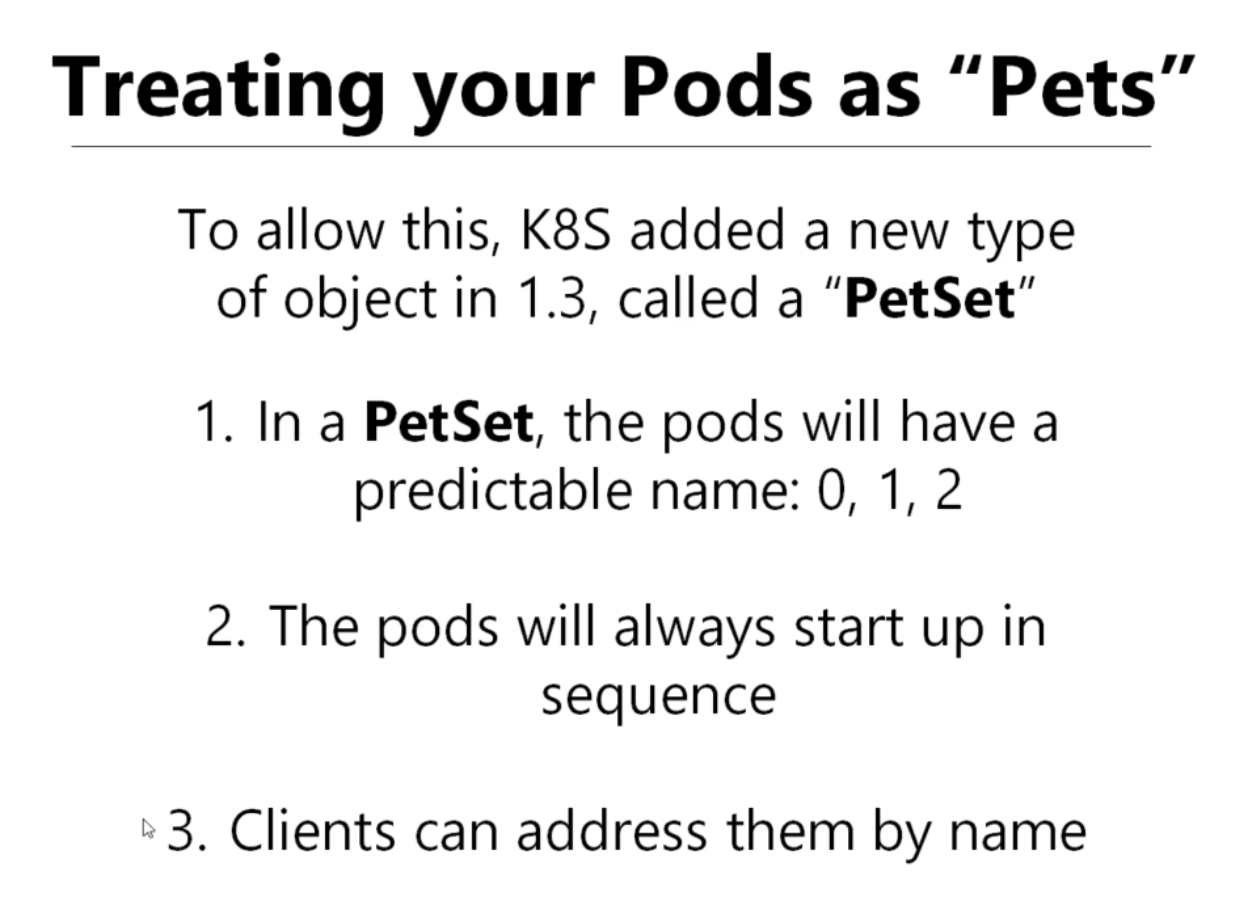 Treating your Pods as “Pets”
To allow this, K8S added a new type
of object in 1.3, called a “PetSet”
1. In a PetSet, the pods will have a
predictable name: 0, 1, 2
2. The pods will always start up in
sequence
3. Clients can address them by name